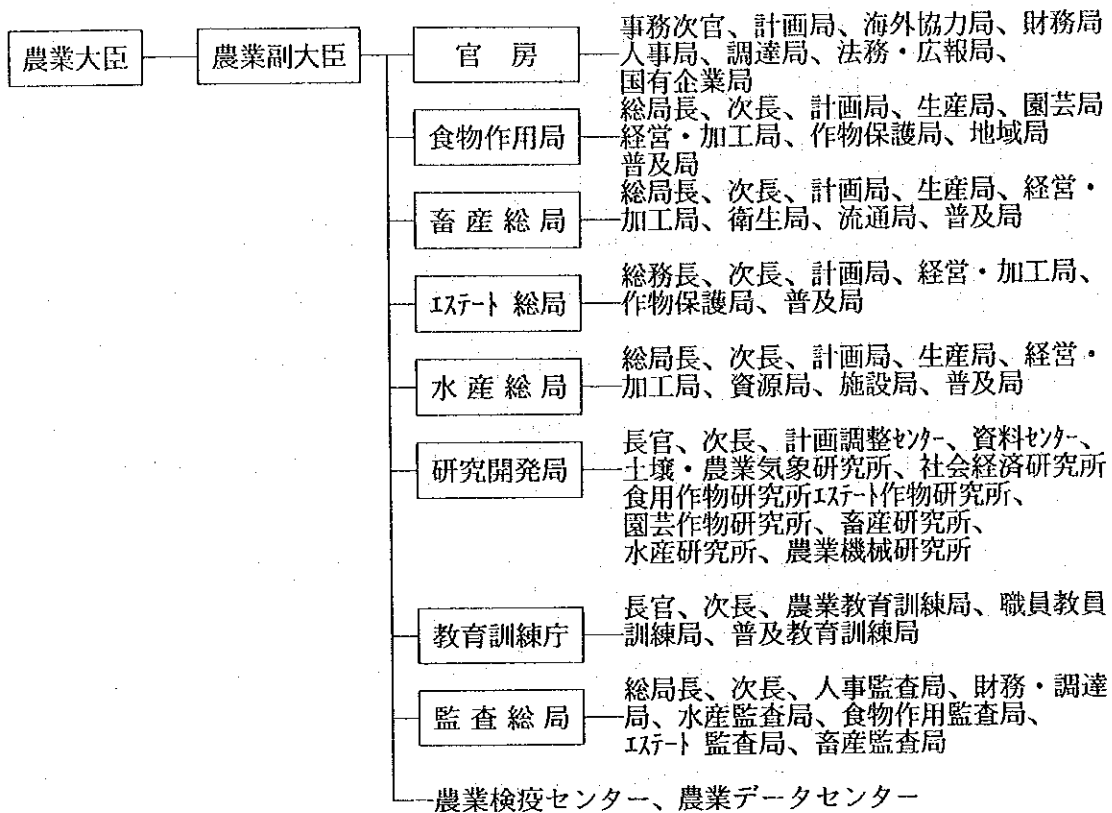 農業大臣
農業副大臣
官房
事務次官、計画局、海外協力局、財務局
人事局、調達局、法務・広報局、
国有企業局
食物作用局
総局長、次長、計画局、生産局、園芸局
経営・加工局、作物保護局、地域局
普及局
畜産総局
総局長、次長、計画局、生産局、経営・
加工局、衛生局、流通局、普及局
エステート 総局
総務長、次長、計画局、経営・加工局、
作物保護局、普及局
水産総局
総局長、次長、計画局、生産局、経営・
加工局、資源局、施設局、普及局
研究開発局
長官、次長、計画調整センター、資料センター、
土壌・農業気象研究所、社会経済研究所
食用作物研究所エステート作物研究所、
園芸作物研究所、畜産研究所、
水産研究所、農業機械研究所
教育訓練庁
長官、次長、農業教育訓練局、職員教員
訓練局、普及教育訓練局
監査総局
総局長、次長、人事監査局、財務・調達
局、水産監査局、食物作用監査局、
エステート 監査局、畜産監査局
農業検疫センター、農業データセンター